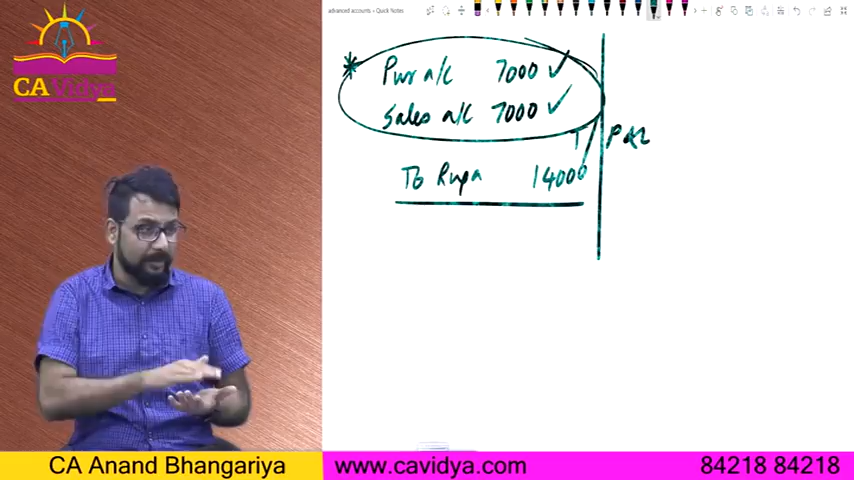 CA Vidya
advanced accounts • Quick Notes
* Pur a/c 7000 ✓
Sales a/c 7000 ✓
P&L
To Rupa 14000
CA Anand Bhangariya www.cavidya.com 84218 84218